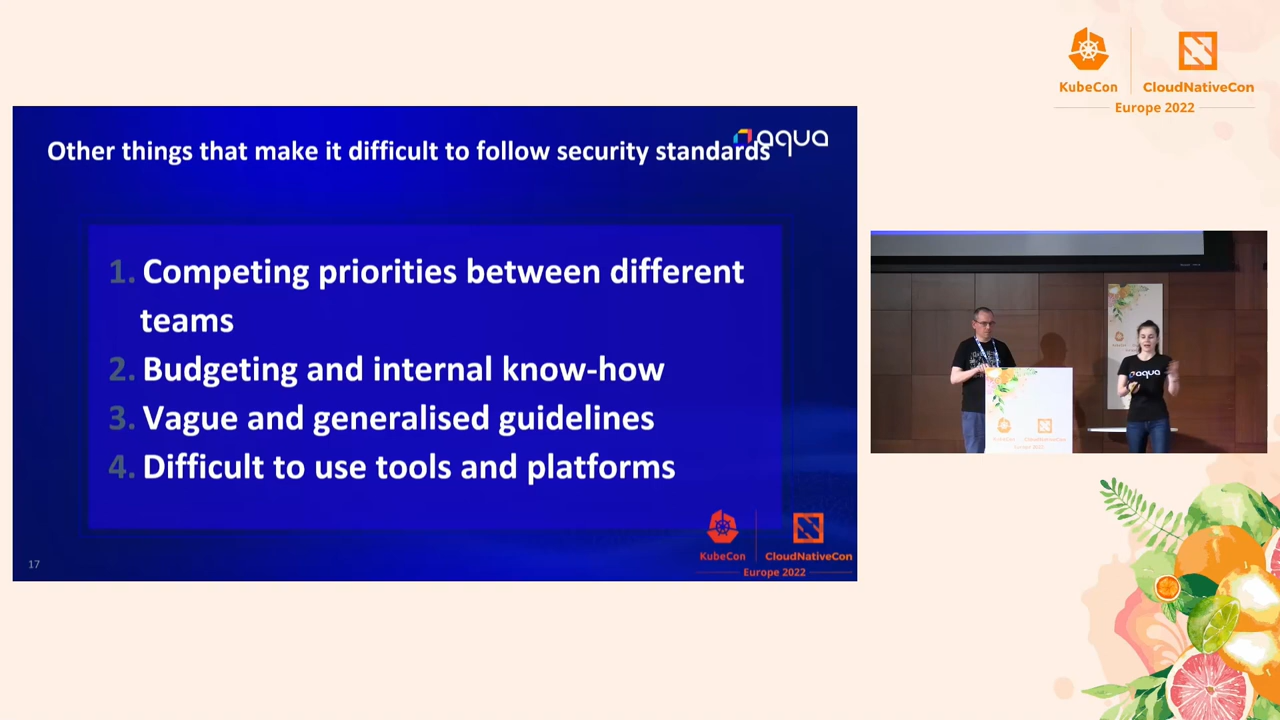 KubeCon
CloudNativeCon
Europe 2022
Other things that make it difficult to follow security standards
aqua
1. Competing priorities between different
teams
2. Budgeting and internal know-how
3. Vague and generalised guidelines
4. Difficult to use tools and platforms
KubeCon
CloudNativeCon
Europe 2022
17
aqua